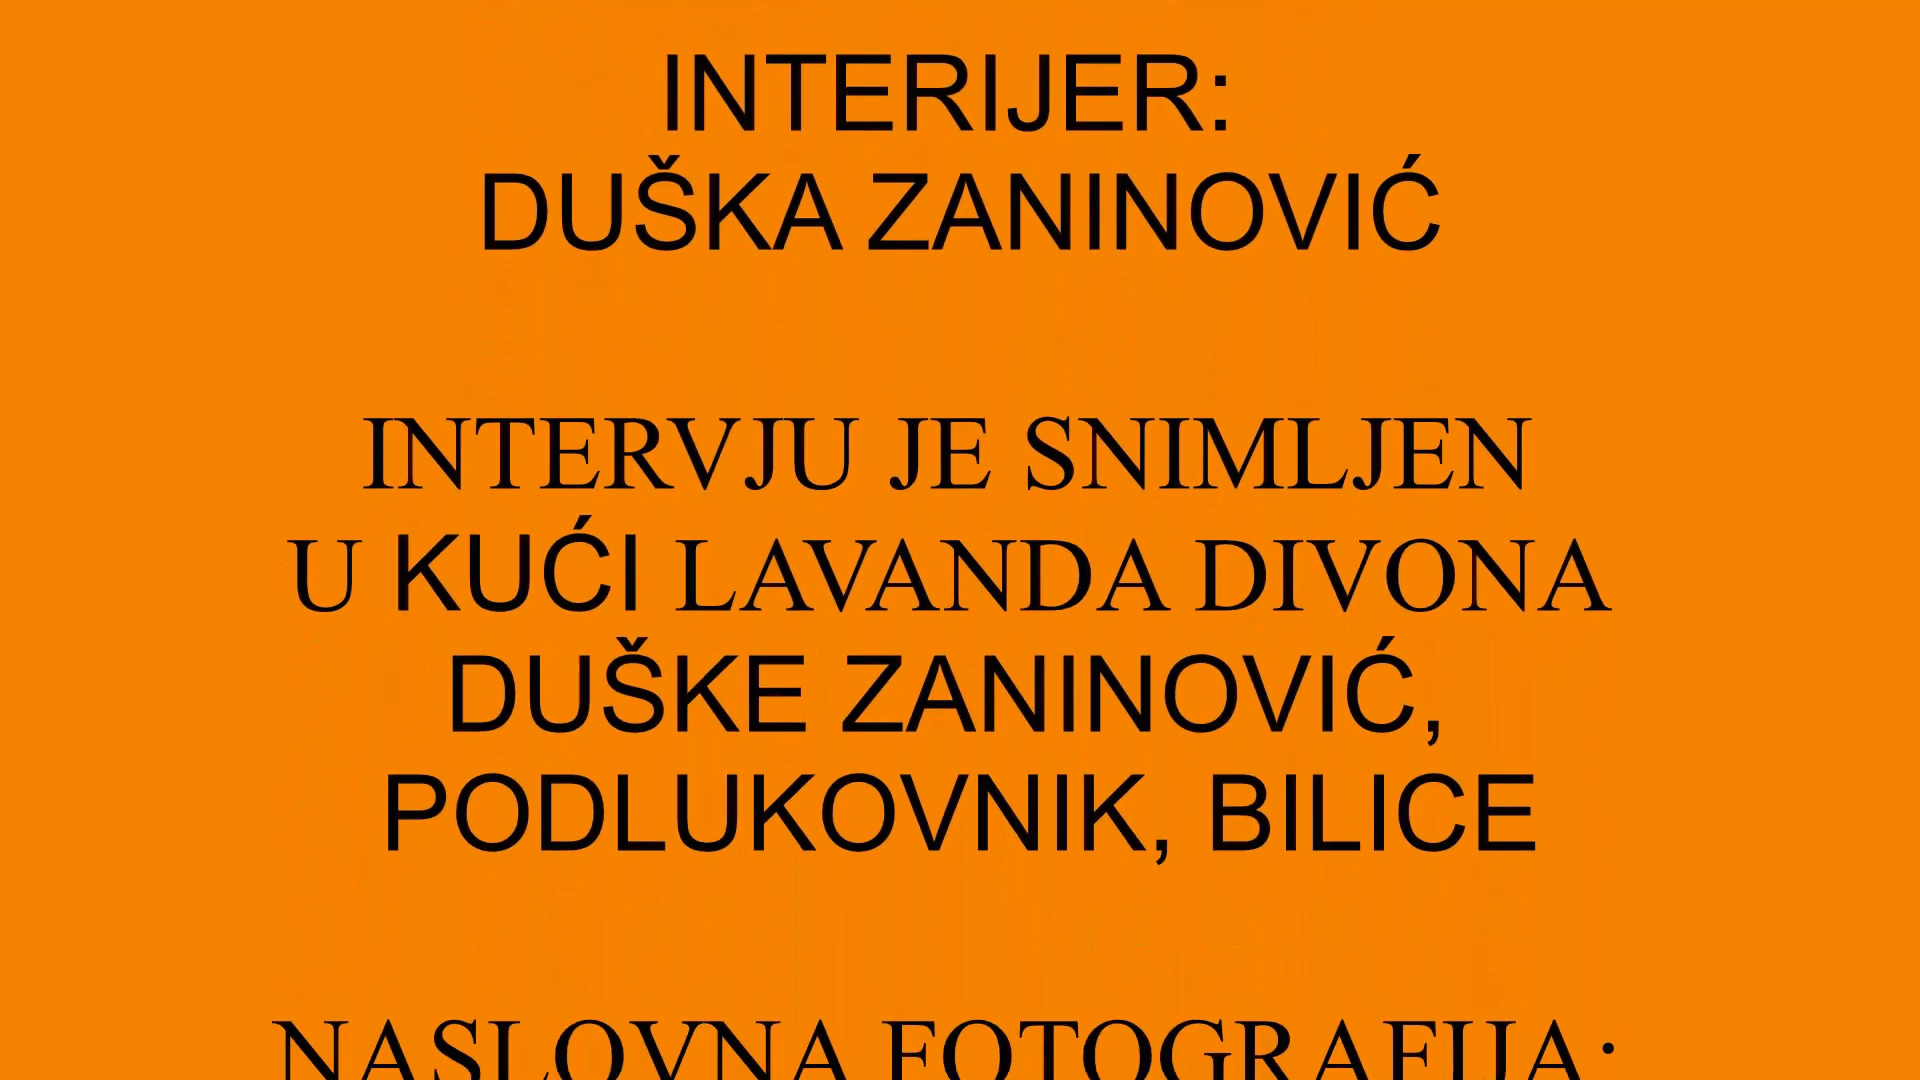 INTERIJER:
DUŠKA ZANINOVIĆ
INTERVJU JE SNIMLJEN
U KUĆI LAVANDA DIVONA
DUŠKE ZANINOVIĆ,
PODLUKOVNIK, BILICE
NASLOVNA FOTOGRAFIJA: